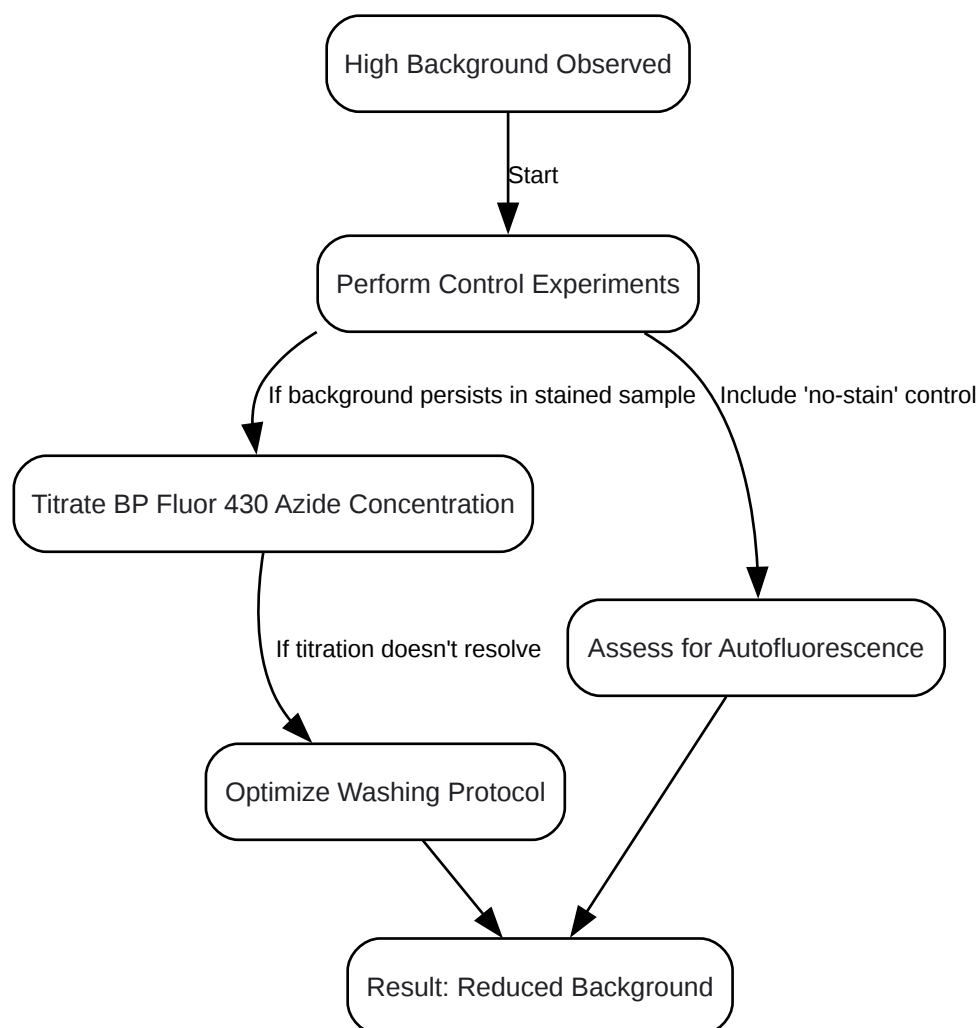 High Background Observed
Start
Perform Control Experiments
If background persists in stained sample
Include 'no-stain' control
Titrate BP Fluor 430 Azide Concentration
If titration doesn't resolve
Assess for Autofluorescence
Optimize Washing Protocol
Result: Reduced Background